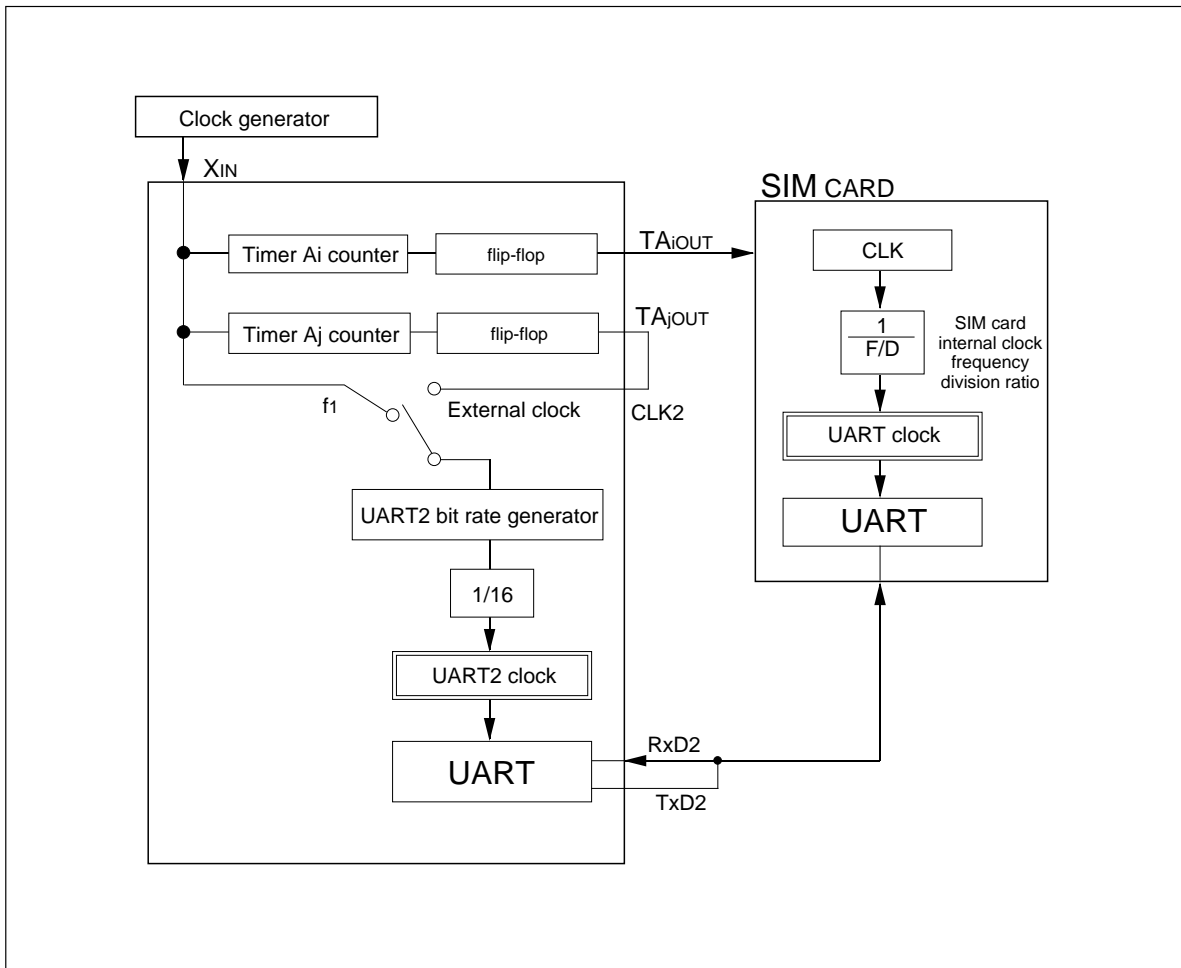 Clock generator
XIN
SIM CARD
Timer Ai counter
flip-flop
TAiOUT
CLK
Timer Aj counter
flip-flop
TAjOUT
1
F/D
SIM card
internal clock
frequency
division ratio
f1
External clock
CLK2
UART clock
UART2 bit rate generator
UART
1/16
UART2 clock
UART
RxD2
TxD2